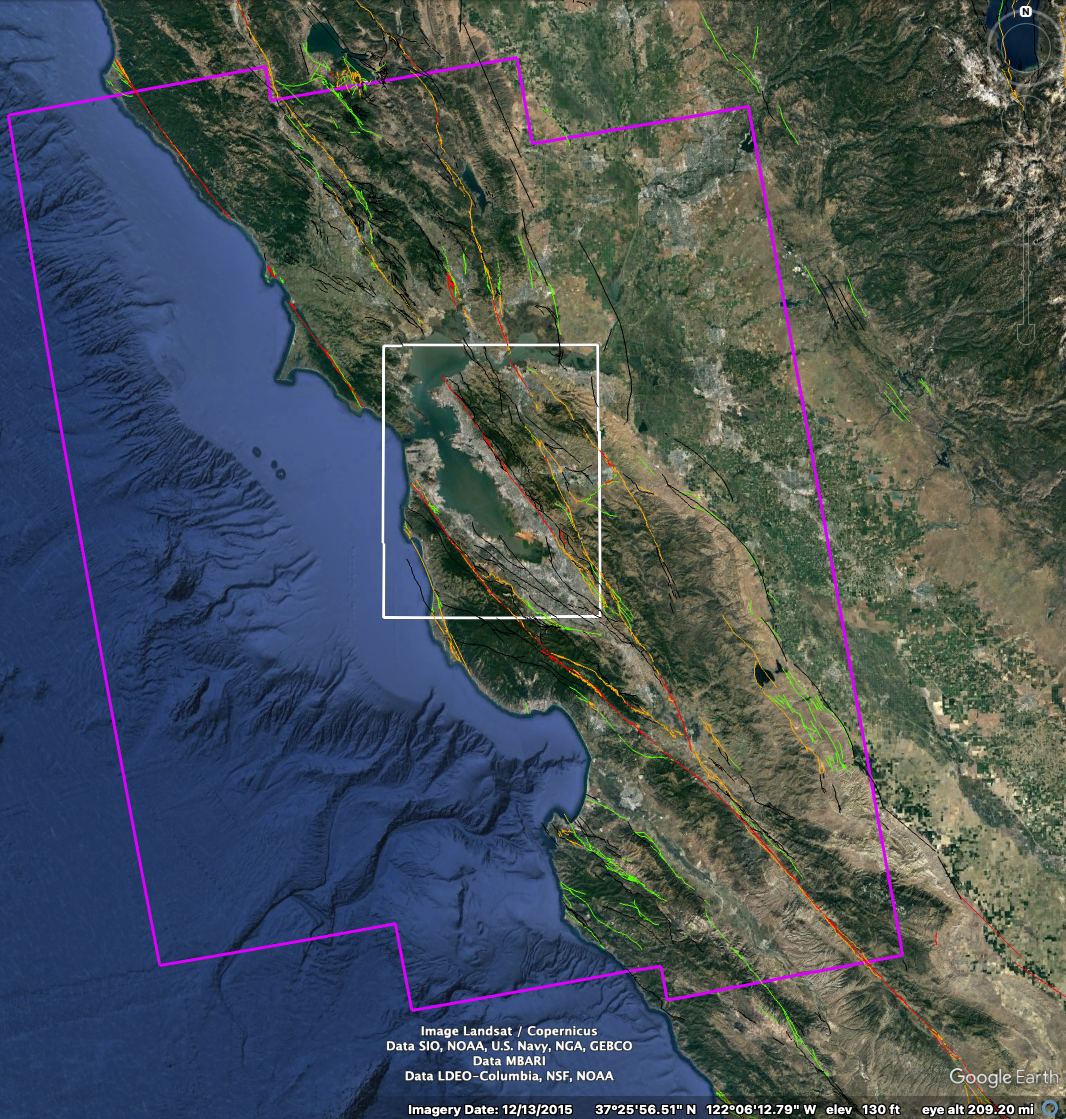 N
Image Landsat / Copernicus
Data SIO, NOAA, U.S. Navy, NGA, GEBCO
Data MBARI
Data LDEO-Columbia, NSF, NOAA
Google Earth
Imagery Date: 12/13/2015 37°25'56.51" N 122°06'12.79" W elev 130 ft eye alt 209.20 mi